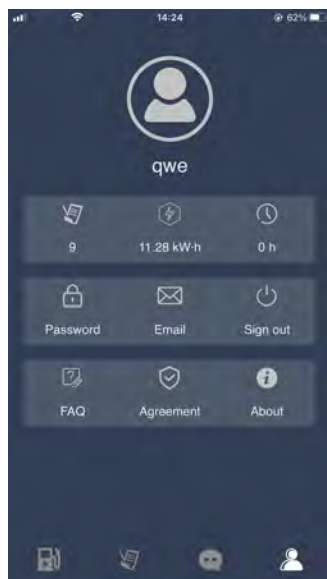 14:24 62%
qwe
9 11.28 kW·h 0 h
Password Email Sign out
FAQ Agreement About